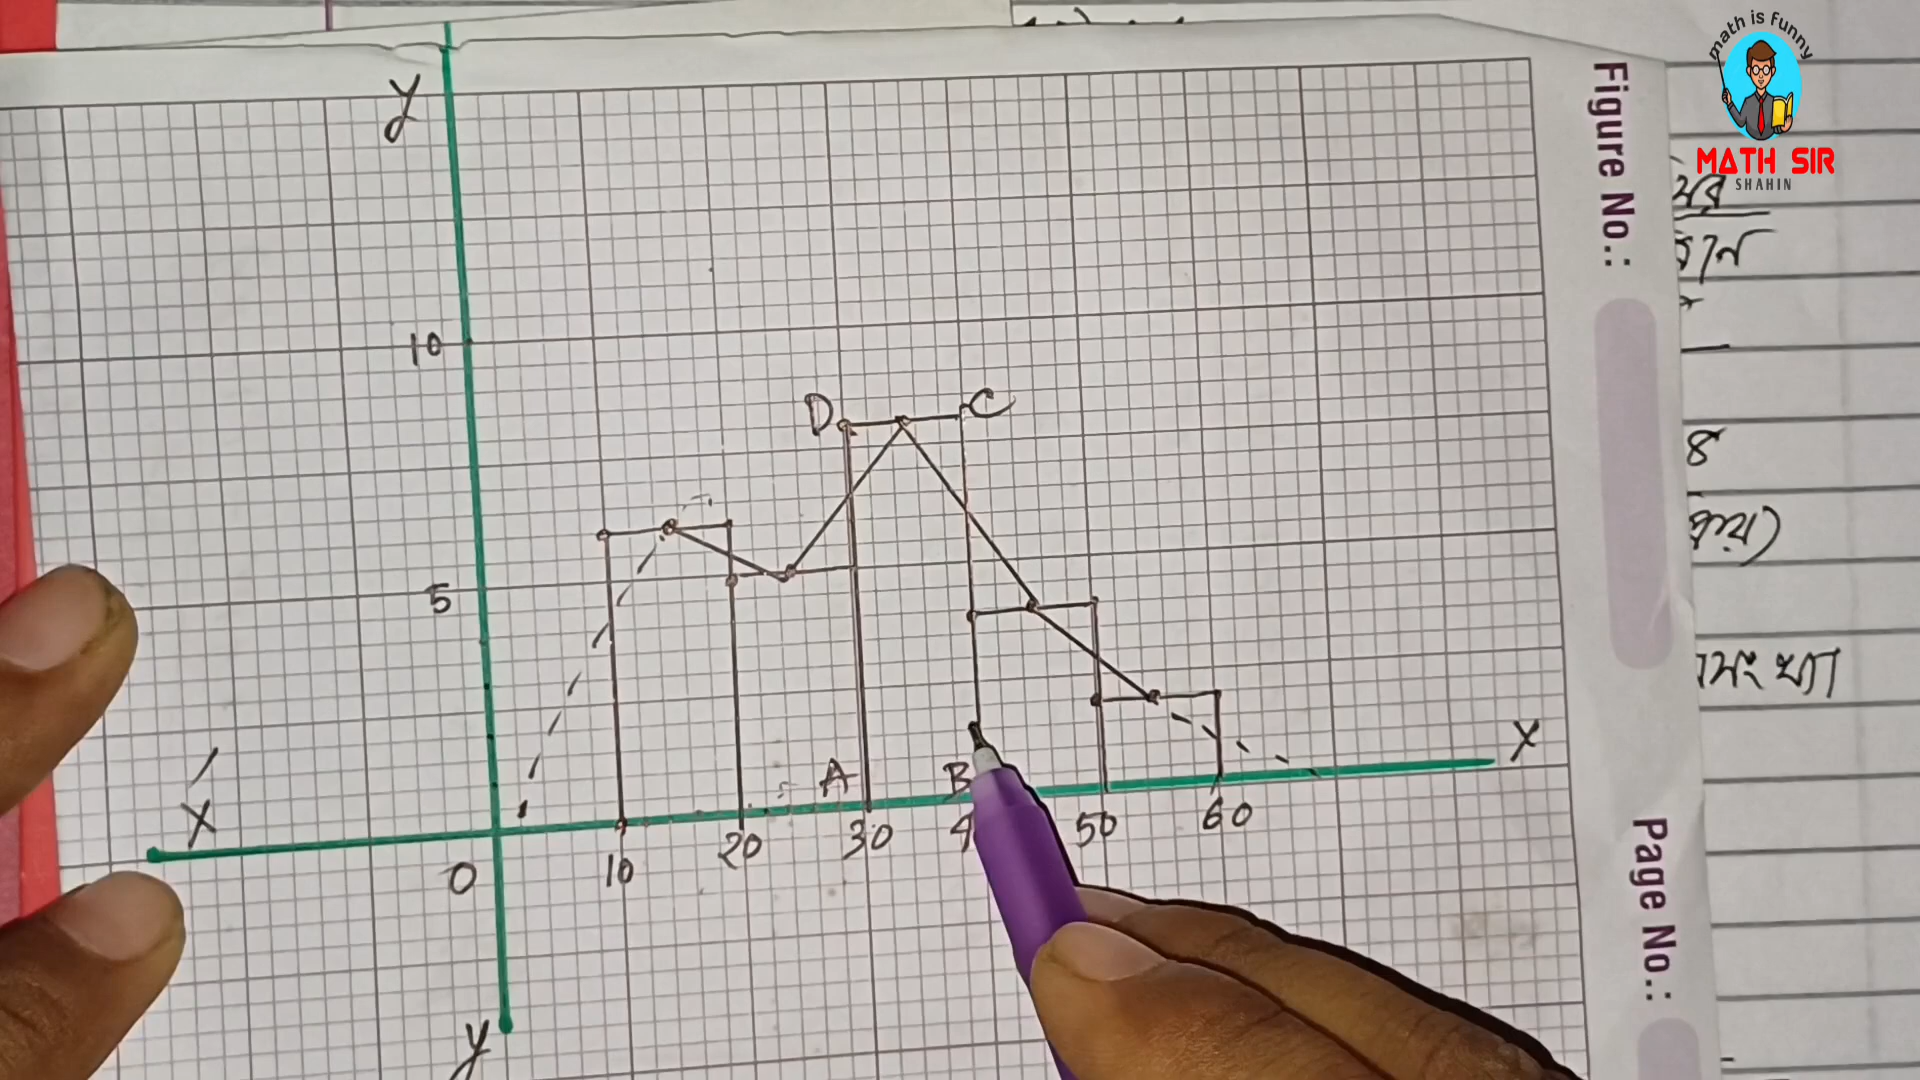 math is Funny
MATH SIR
SHAHIN
Figure No.:
Page No.:
y
10
D
C
5
A
B
X
X
0
10
20
30
50
60
y
8